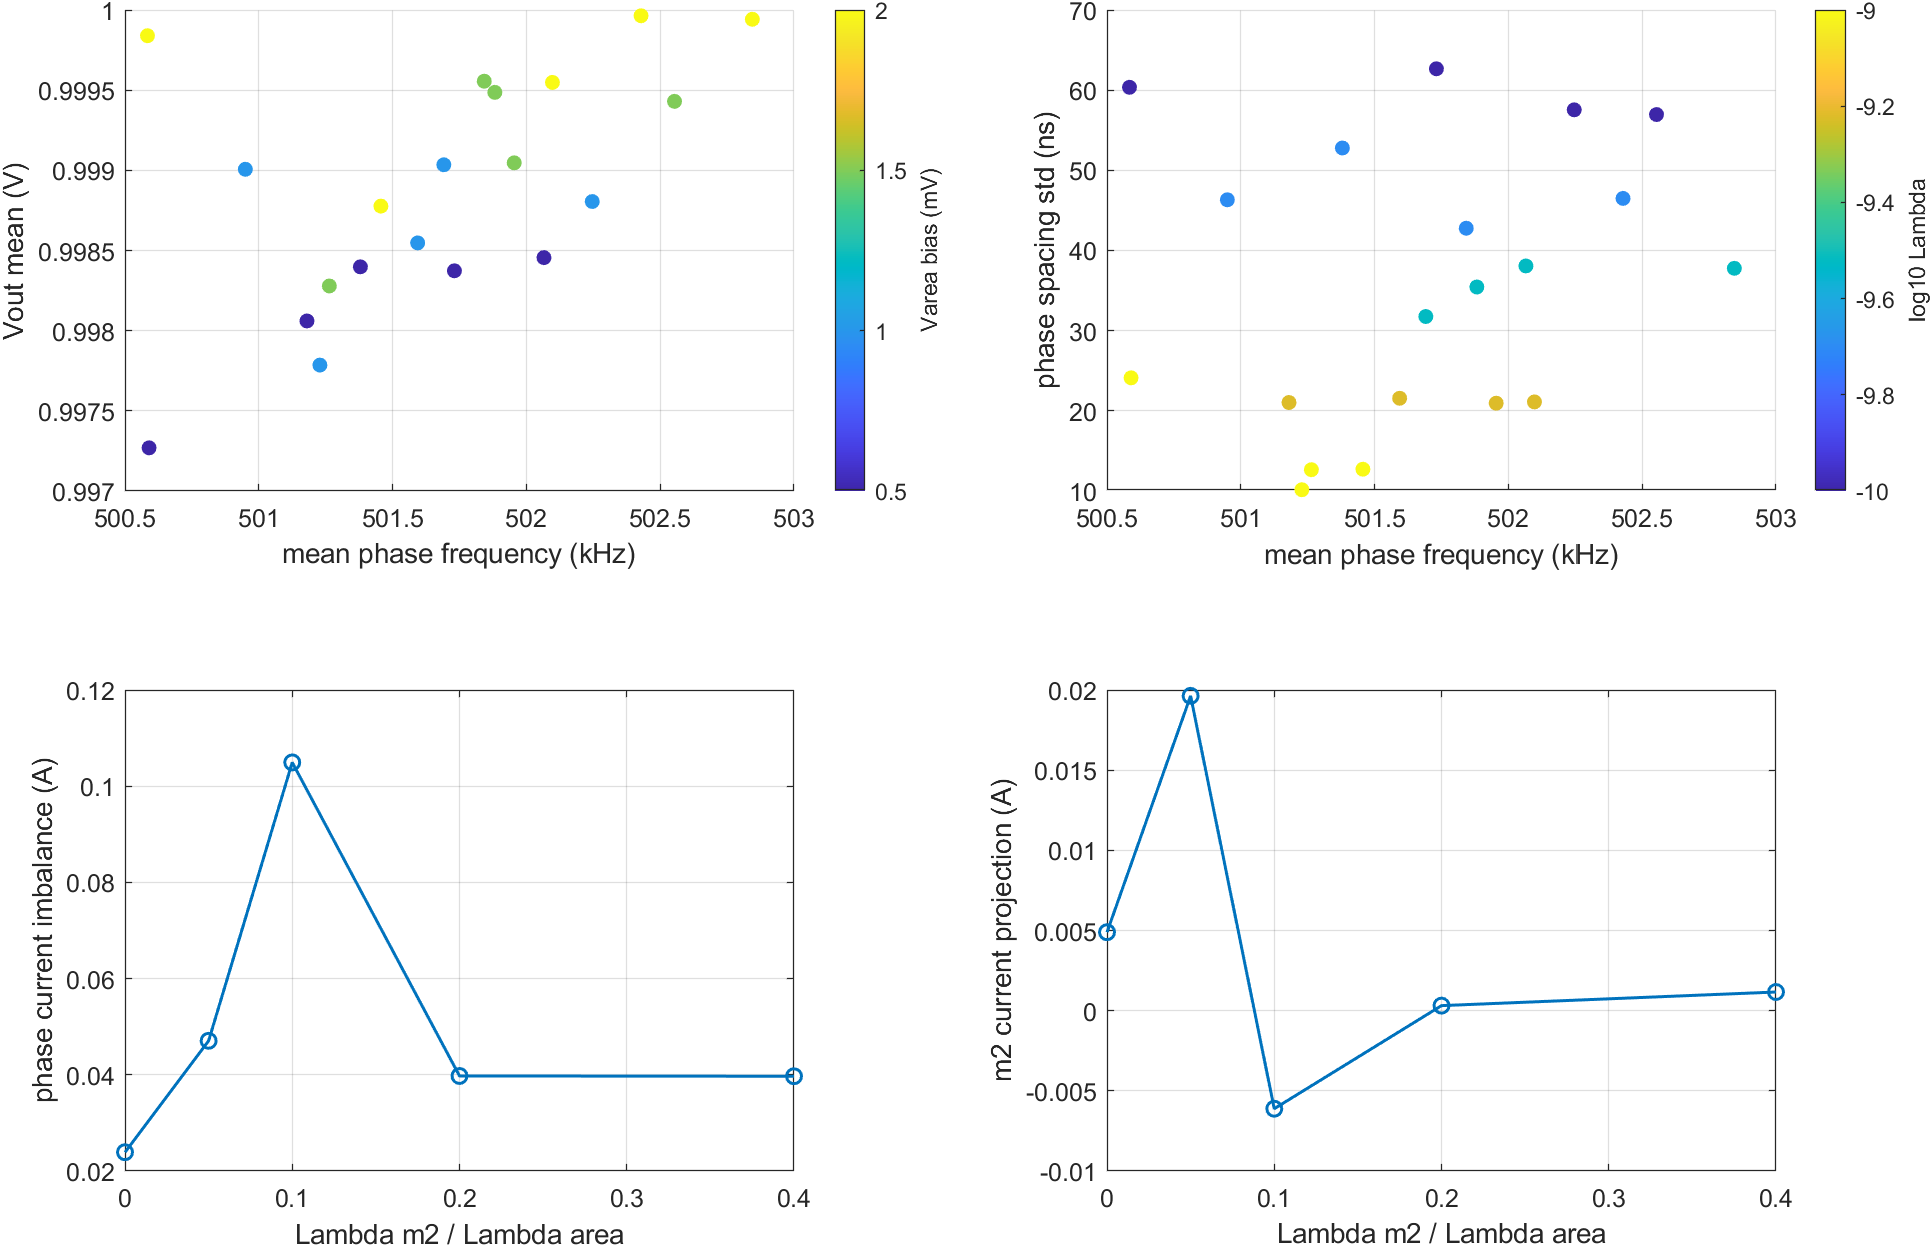 1
0.9995
0.999
0.9985
0.998
0.9975
0.997
500.5 501 501.5 502 502.5 503
mean phase frequency (kHz)
Vout mean (V)
2
1.5
1
0.5
Varea bias (mV)
70
60
50
40
30
20
10
500.5 501 501.5 502 502.5 503
mean phase frequency (kHz)
phase spacing std (ns)
-9
-9.2
-9.4
-9.6
-9.8
-10
log10 Lambda
0.12
0.1
0.08
0.06
0.04
0.02
0 0.1 0.2 0.3 0.4
Lambda m2 / Lambda area
phase current imbalance (A)
0.02
0.015
0.01
0.005
0
-0.005
-0.01
0 0.1 0.2 0.3 0.4
Lambda m2 / Lambda area
m2 current projection (A)